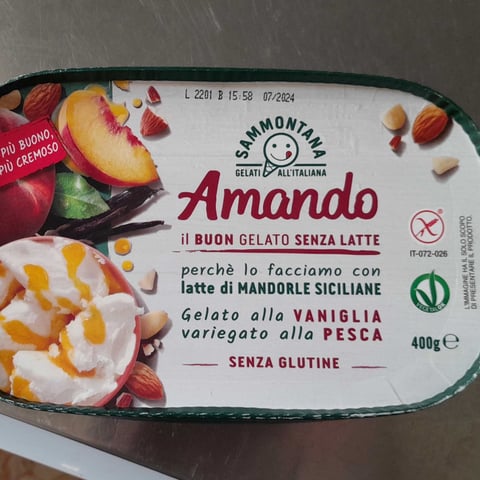 L 2201 B 15:58 07/2024
PIÙ BUONO,
PIÙ CREMOSO
SAMMONTANA
GELATI ALL'ITALIANA
Amando
il BUON GELATO SENZA LATTE
perchè lo facciamo con
latte di MANDORLE SICILIANE
Gelato alla VANIGLIA
variegato alla PESCA
SENZA GLUTINE
IT-072-026
400g e
L'IMMAGINE HA IL SOLO SCOPO
DI PRESENTARE IL PRODOTTO.